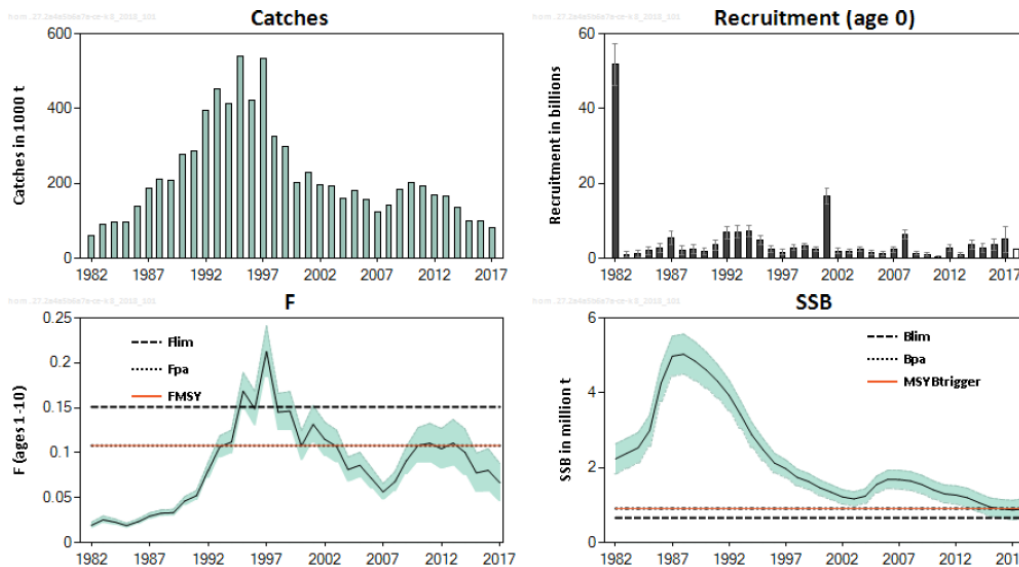 Catches
Catches in 1000 t
600
400
200
0
1982 1987 1992 1997 2002 2007 2012 2017
Recruitment (age 0)
Recruitment in billions
60
40
20
0
1982 1987 1992 1997 2002 2007 2012 2017
F
F (ages 1 -10)
0.25
0.2
0.15
0.1
0.05
0
Flim
Fpa
FMSY
1982 1987 1992 1997 2002 2007 2012 2017
SSB
SSB in million t
6
4
2
0
Blim
Bpa
MSYBtrigger
1982 1987 1992 1997 2002 2007 2012